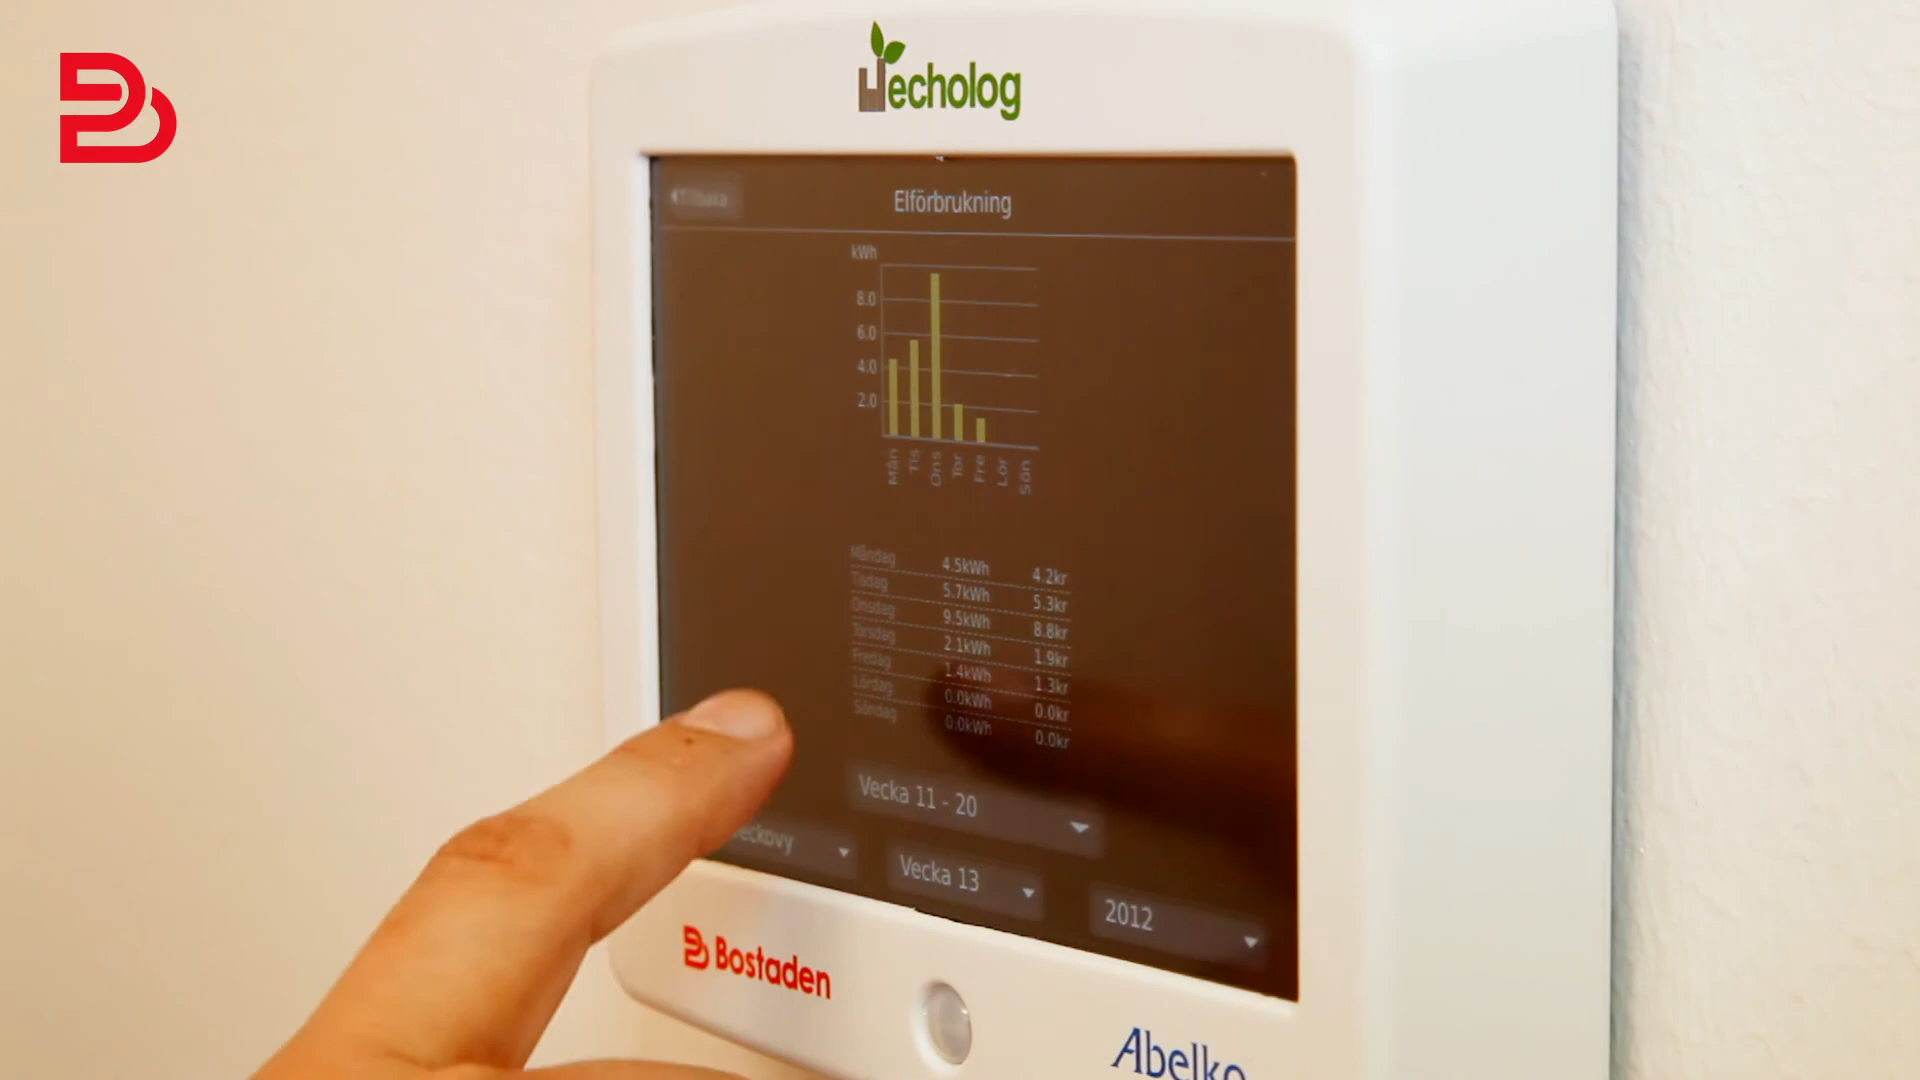 echolog
Tillbaka
Elförbrukning
kWh
8.0
6.0
4.0
2.0
Mån Tis Ons Tor Fre Lör Sön
Måndag 4.5kWh 4.2kr
Tisdag 5.7kWh 5.3kr
Onsdag 9.5kWh 8.8kr
Torsdag 2.1kWh 1.9kr
Fredag 1.4kWh 1.3kr
Lördag 0.0kWh 0.0kr
Söndag 0.0kWh 0.0kr
Vecka 11 - 20
eckovy Vecka 13 2012
Bostaden
Abelko